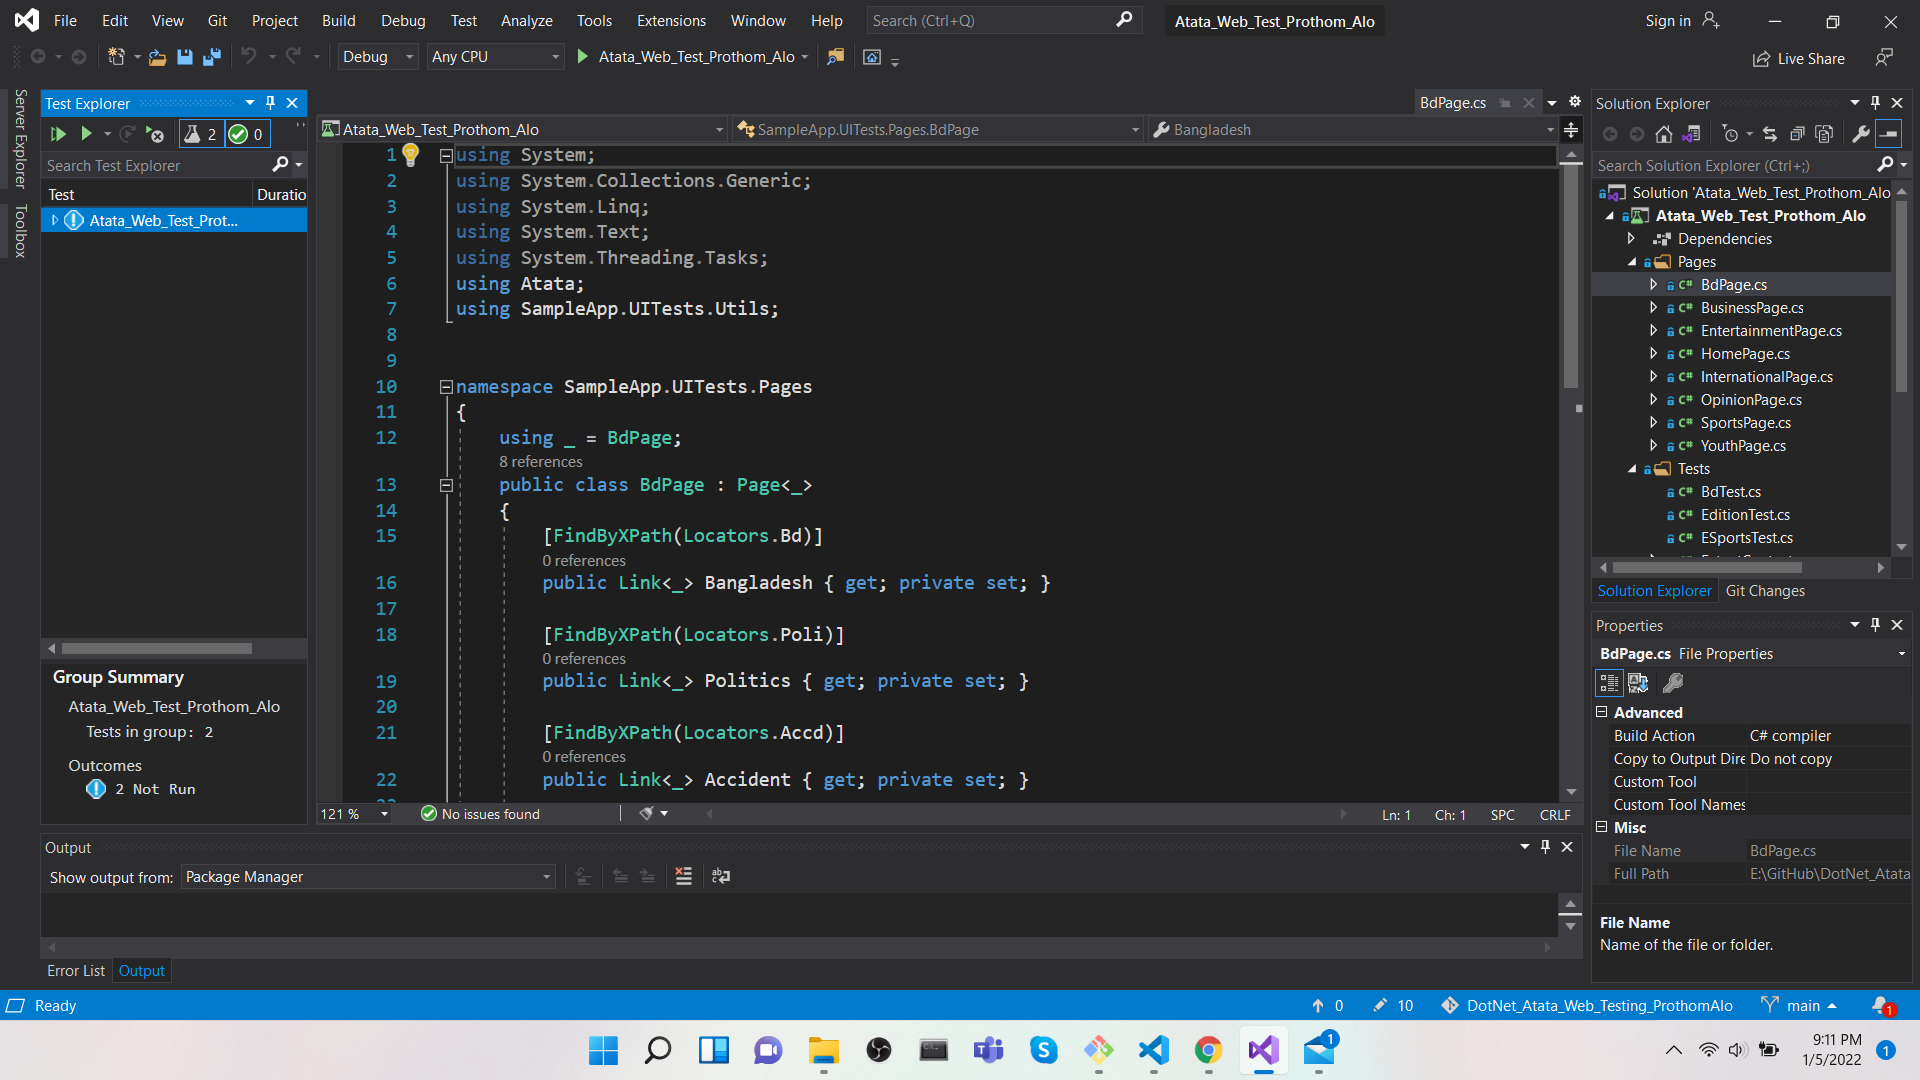 File Edit View Git Project Build Debug Test Analyze Tools Extensions Window Help Search (Ctrl+Q) Atata_Web_Test_Prothom_Alo Sign in
Debug Any CPU Atata_Web_Test_Prothom_Alo Live Share
Server Explorer
Toolbox
Test Explorer
2 0
Search Test Explorer
Test Duratio
Atata_Web_Test_Prot...
Group Summary
Atata_Web_Test_Prothom_Alo
Tests in group: 2
Outcomes
2 Not Run
BdPage.cs
Atata_Web_Test_Prothom_Alo SampleApp.UITests.Pages.BdPage Bangladesh
1 using System;
2 using System.Collections.Generic;
3 using System.Linq;
4 using System.Text;
5 using System.Threading.Tasks;
6 using Atata;
7 using SampleApp.UITests.Utils;
8
9
10 namespace SampleApp.UITests.Pages
11 {
12 using _ = BdPage;
8 references
13 public class BdPage : Page<_>
14 {
15 [FindByXPath(Locators.Bd)]
0 references
16 public Link<_> Bangladesh { get; private set; }
17
18 [FindByXPath(Locators.Poli)]
0 references
19 public Link<_> Politics { get; private set; }
20
21 [FindByXPath(Locators.Accd)]
0 references
22 public Link<_> Accident { get; private set; }
121 % No issues found Ln: 1 Ch: 1 SPC CRLF
Output
Show output from: Package Manager
Error List Output
Solution Explorer
Search Solution Explorer (Ctrl+;)
Solution 'Atata_Web_Test_Prothom_Alo
Atata_Web_Test_Prothom_Alo
Dependencies
Pages
C# BdPage.cs
C# BusinessPage.cs
C# EntertainmentPage.cs
C# HomePage.cs
C# InternationalPage.cs
C# OpinionPage.cs
C# SportsPage.cs
C# YouthPage.cs
Tests
C# BdTest.cs
C# EditionTest.cs
C# ESportsTest.cs
Solution Explorer Git Changes
Properties
BdPage.cs File Properties
Advanced
Build Action C# compiler
Copy to Output Dire Do not copy
Custom Tool
Custom Tool Names
Misc
File Name BdPage.cs
Full Path E:\GitHub\DotNet_Atata
File Name
Name of the file or folder.
Ready 0 10 DotNet_Atata_Web_Testing_ProthomAlo main 1
1
9:11 PM
1/5/2022
1